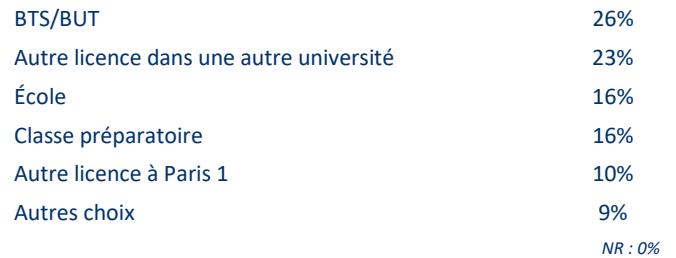 BTS/BUT 26%
Autre licence dans une autre université 23%
École 16%
Classe préparatoire 16%
Autre licence à Paris 1 10%
Autres choix 9%
NR : 0%